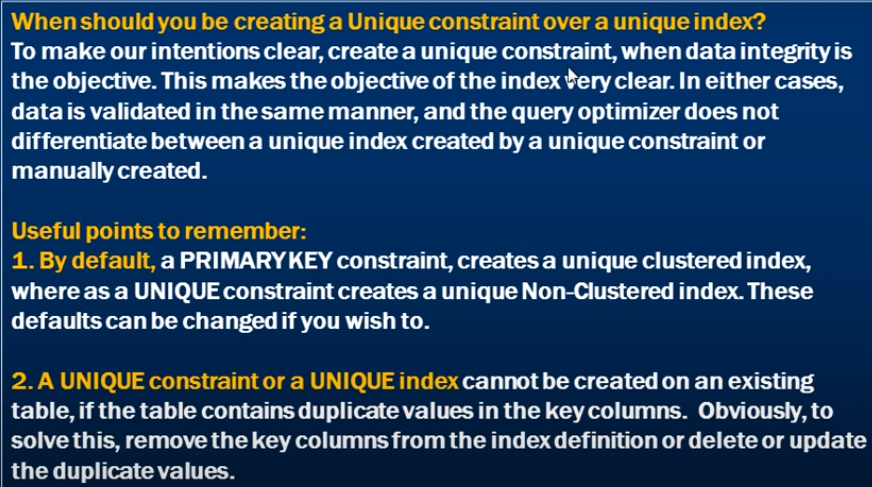 When should you be creating a Unique constraint over a unique index?
To make our intentions clear, create a unique constraint, when data integrity is
the objective. This makes the objective of the index very clear. In either cases,
data is validated in the same manner, and the query optimizer does not
differentiate between a unique index created by a unique constraint or
manually created.
Useful points to remember:
1. By default, a PRIMARY KEY constraint, creates a unique clustered index,
where as a UNIQUE constraint creates a unique Non-Clustered index. These
defaults can be changed if you wish to.
2. A UNIQUE constraint or a UNIQUE index cannot be created on an existing
table, if the table contains duplicate values in the key columns. Obviously, to
solve this, remove the key columns from the index definition or delete or update
the duplicate values.